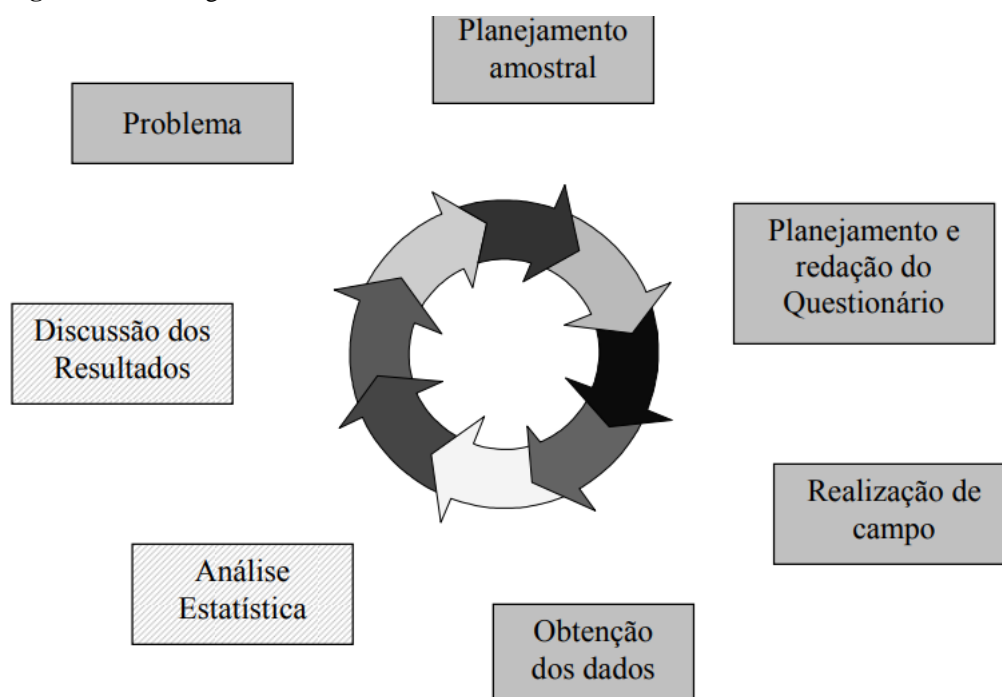 Planejamento
amostral
Problema
Planejamento e
redação do
Questionário
Discussão dos
Resultados
Realização de
campo
Análise
Estatística
Obtenção
dos dados